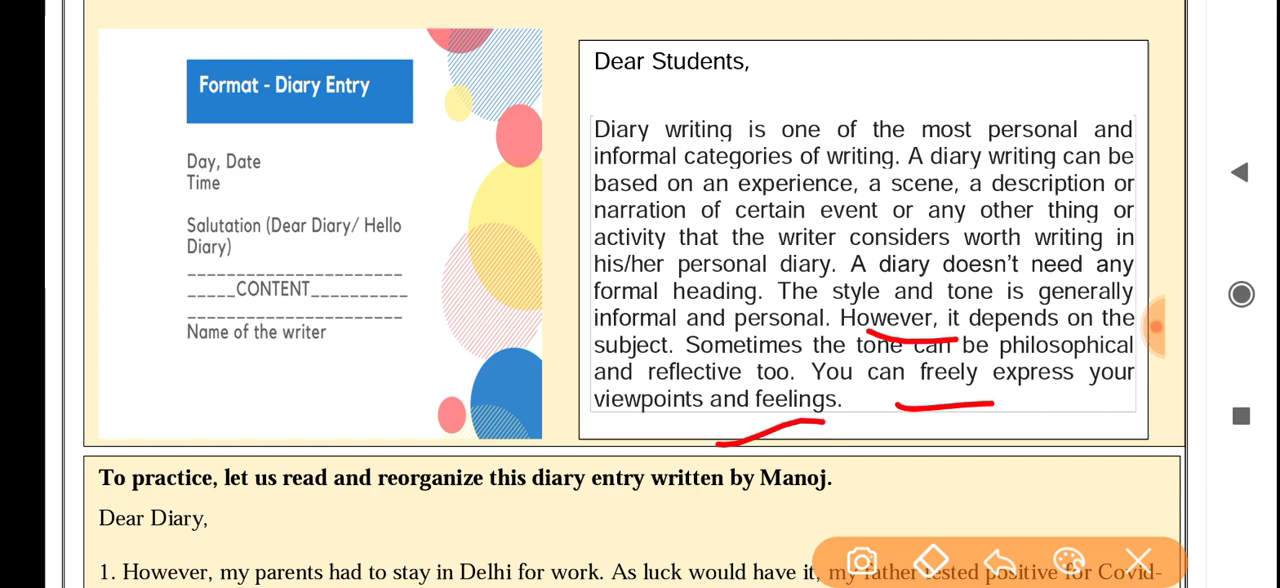 Format - Diary Entry
Day, Date
Time
Salutation (Dear Diary/ Hello
Diary)
______________________
_____CONTENT__________
______________________
Name of the writer
Dear Students,
Diary writing is one of the most personal and
informal categories of writing. A diary writing can be
based on an experience, a scene, a description or
narration of certain event or any other thing or
activity that the writer considers worth writing in
his/her personal diary. A diary doesn't need any
formal heading. The style and tone is generally
informal and personal. However, it depends on the
subject. Sometimes the tone can be philosophical
and reflective too. You can freely express your
viewpoints and feelings.
To practice, let us read and reorganize this diary entry written by Manoj.
Dear Diary,
1. However, my parents had to stay in Delhi for work. As luck would have it, my father tested positive for Covid-